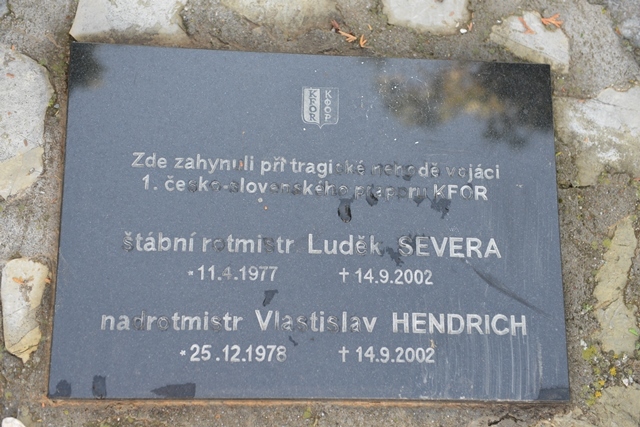 KFOR КФОР
Zde zahynuli při tragické nehodě vojáci
1. česko-slovenského praporu KFOR
štábní rotmistr Luděk SEVERA
*11.4.1977 †14.9.2002
nadrotmistr Vlastislav HENDRICH
*25.12.1978 †14.9.2002